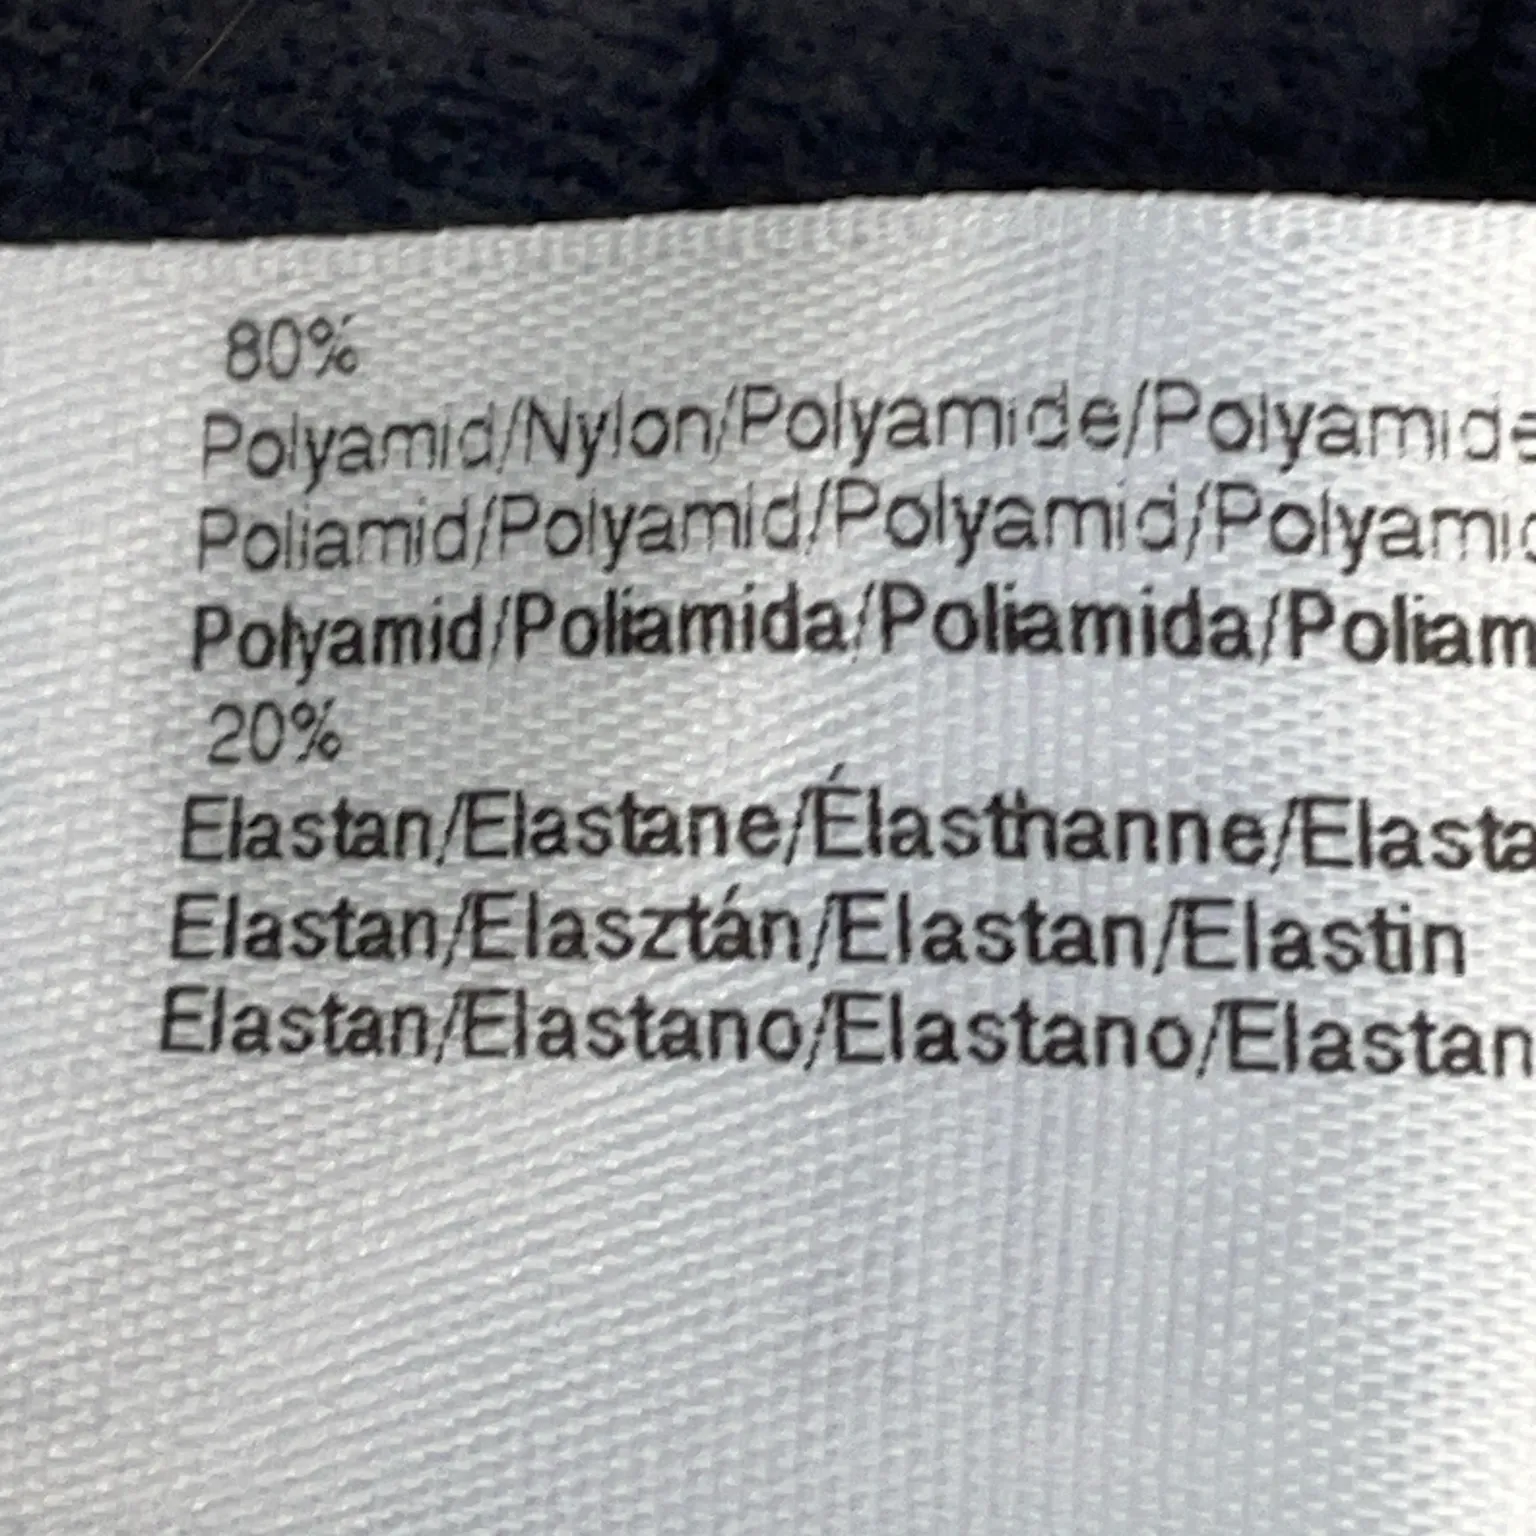 80%
Polyamid/Nylon/Polyamide/Polyamide
Poliamid/Polyamid/Polyamid/Polyamid
Polyamid/Poliamida/Poliamida/Poliam
20%
Elastan/Elastane/Élasthanne/Elasta
Elastan/Elasztán/Elastan/Elastin
Elastan/Elastano/Elastano/Elastan